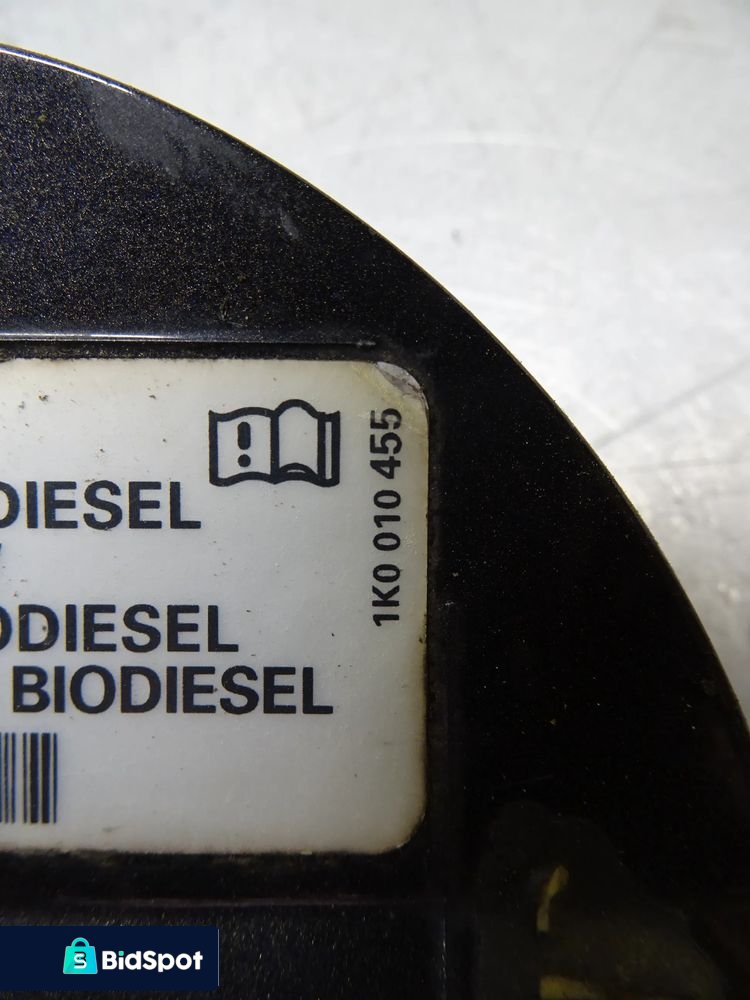 DIESEL
ODIESEL
BIODIESEL
1K0 010 455
BidSpot